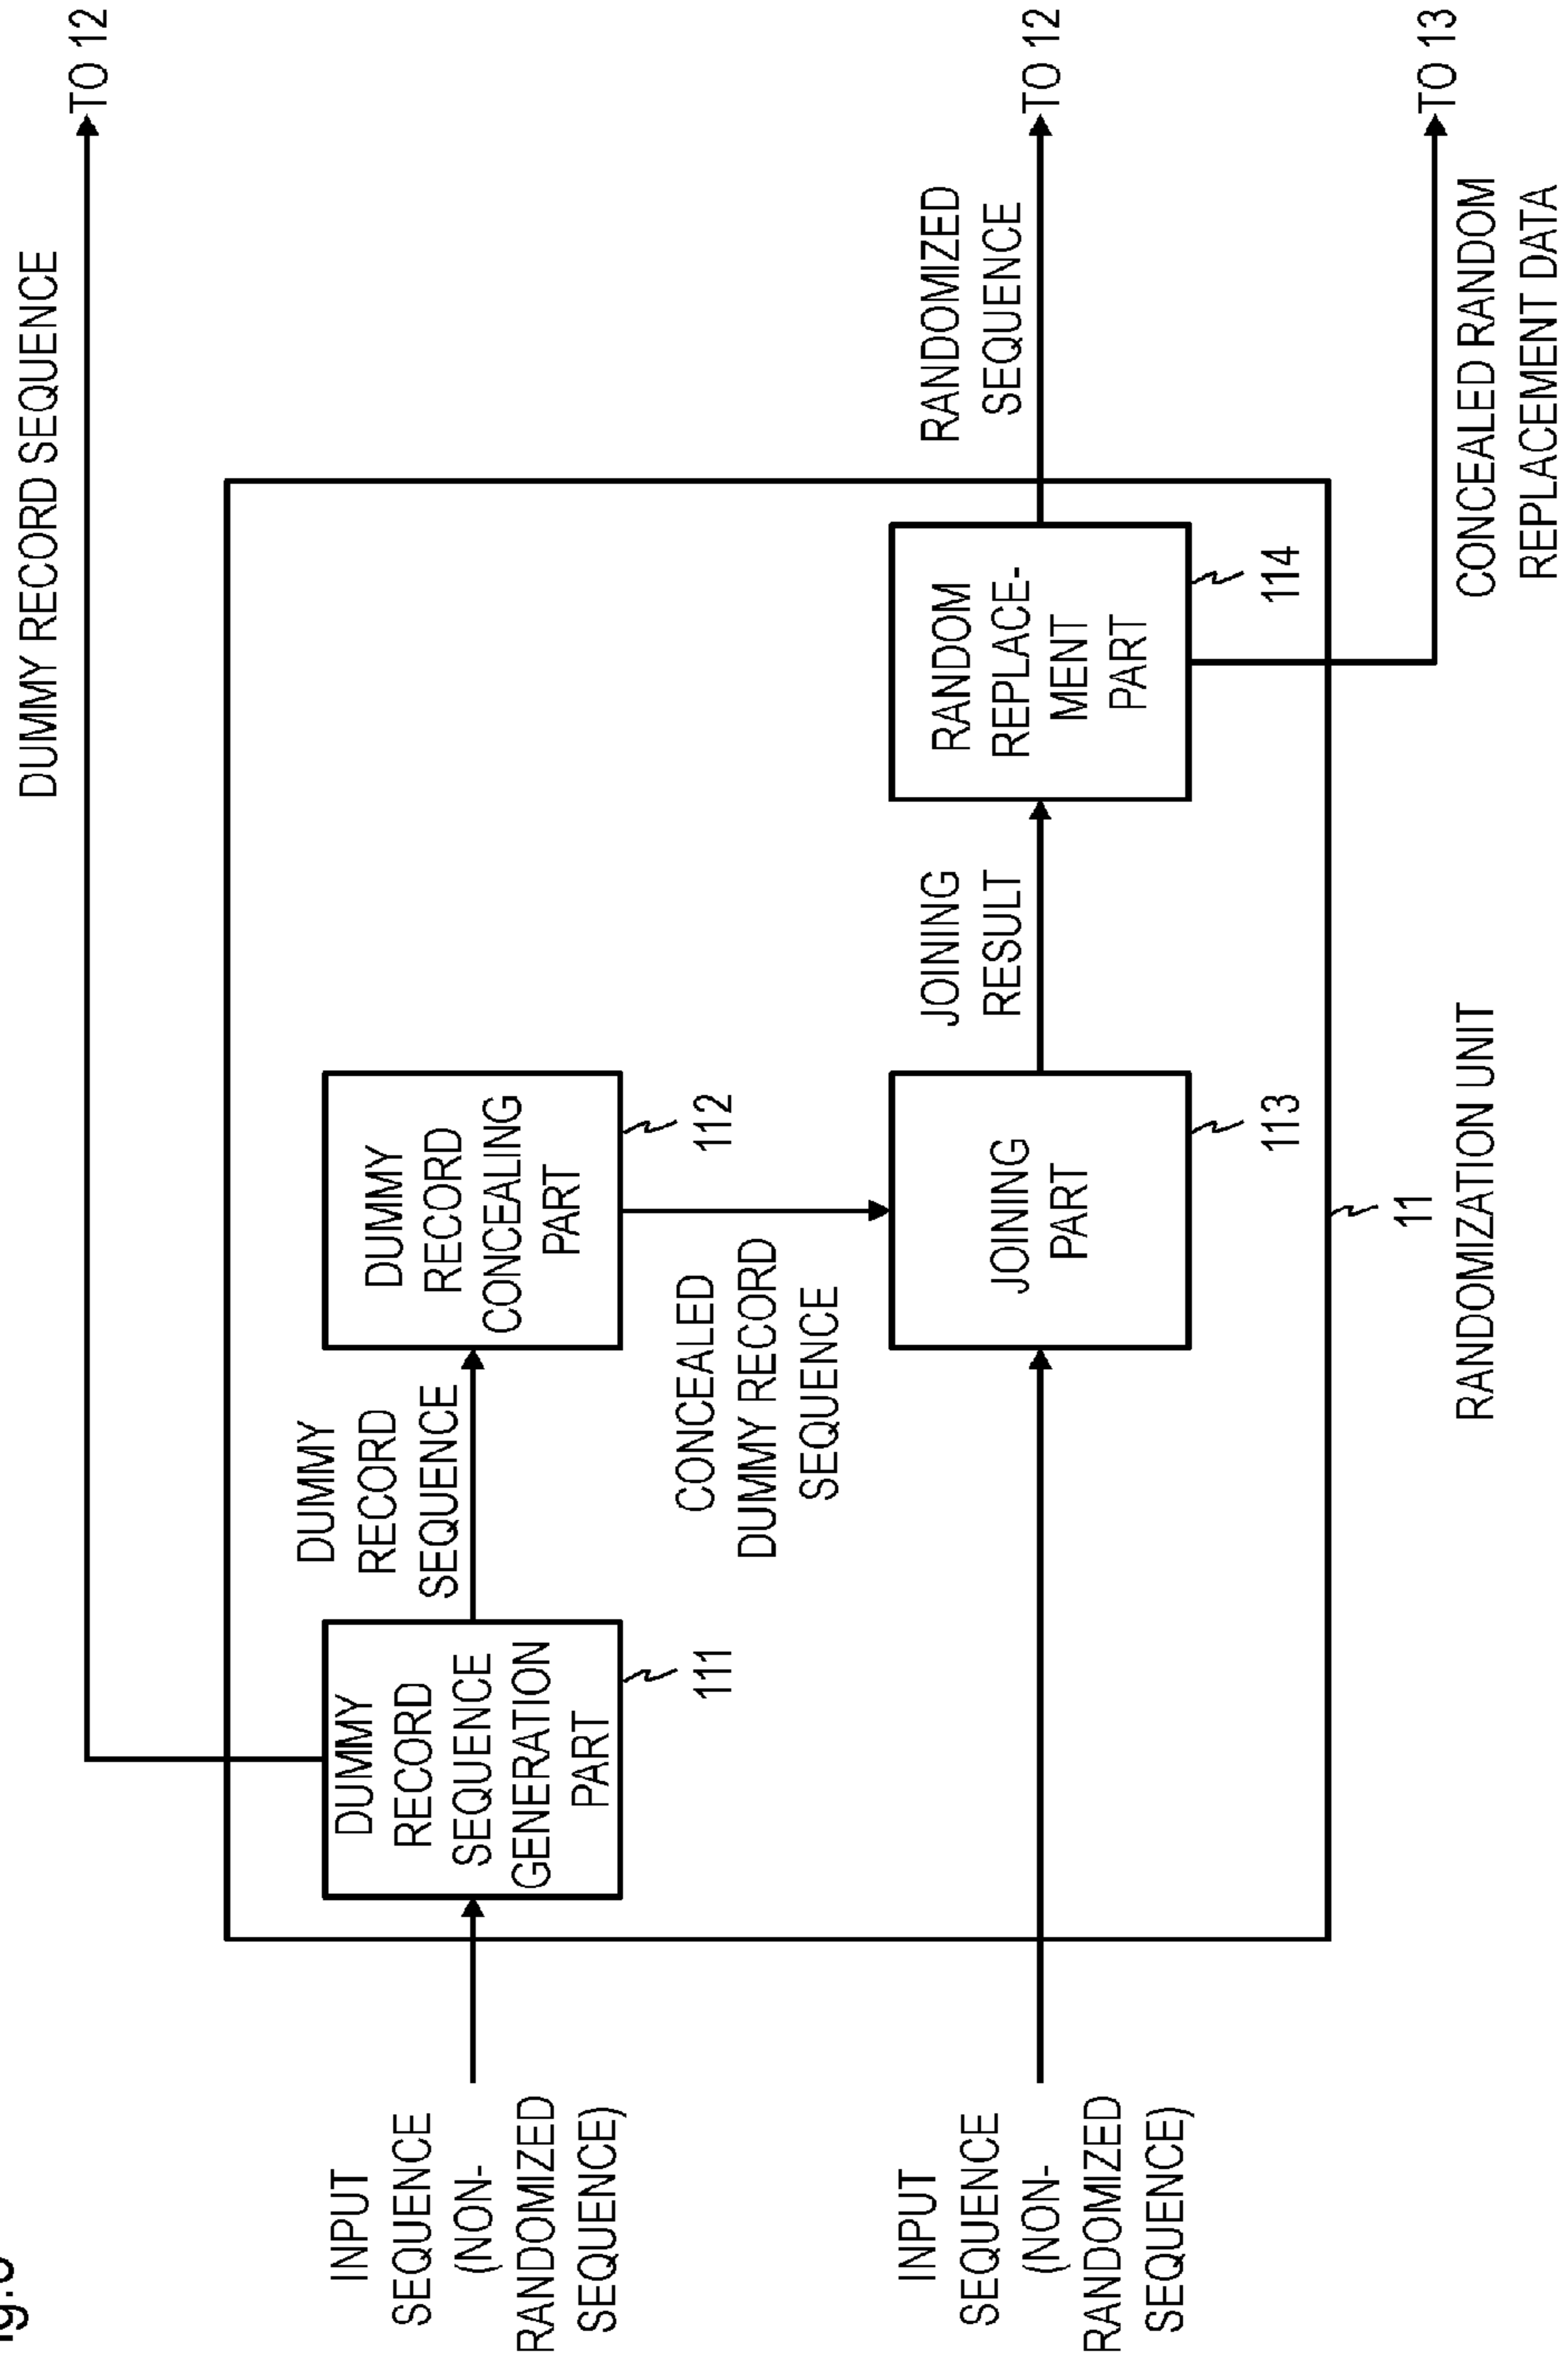 DUMMY RECORD SEQUENCE
TO 12
INPUT
SEQUENCE
(NON-
RANDOMIZED
SEQUENCE)
DUMMY
RECORD
SEQUENCE
GENERATION
PART
111
DUMMY
RECORD
SEQUENCE
DUMMY
RECORD
CONCEALING
PART
112
CONCEALED
DUMMY RECORD
SEQUENCE
INPUT
SEQUENCE
(NON-
RANDOMIZED
SEQUENCE)
JOINING
PART
113
JOINING
RESULT
RANDOM
REPLACE-
MENT
PART
114
RANDOMIZED
SEQUENCE
TO 12
11
RANDOMIZATION UNIT
TO 13
CONCEALED RANDOM
REPLACEMENT DATA